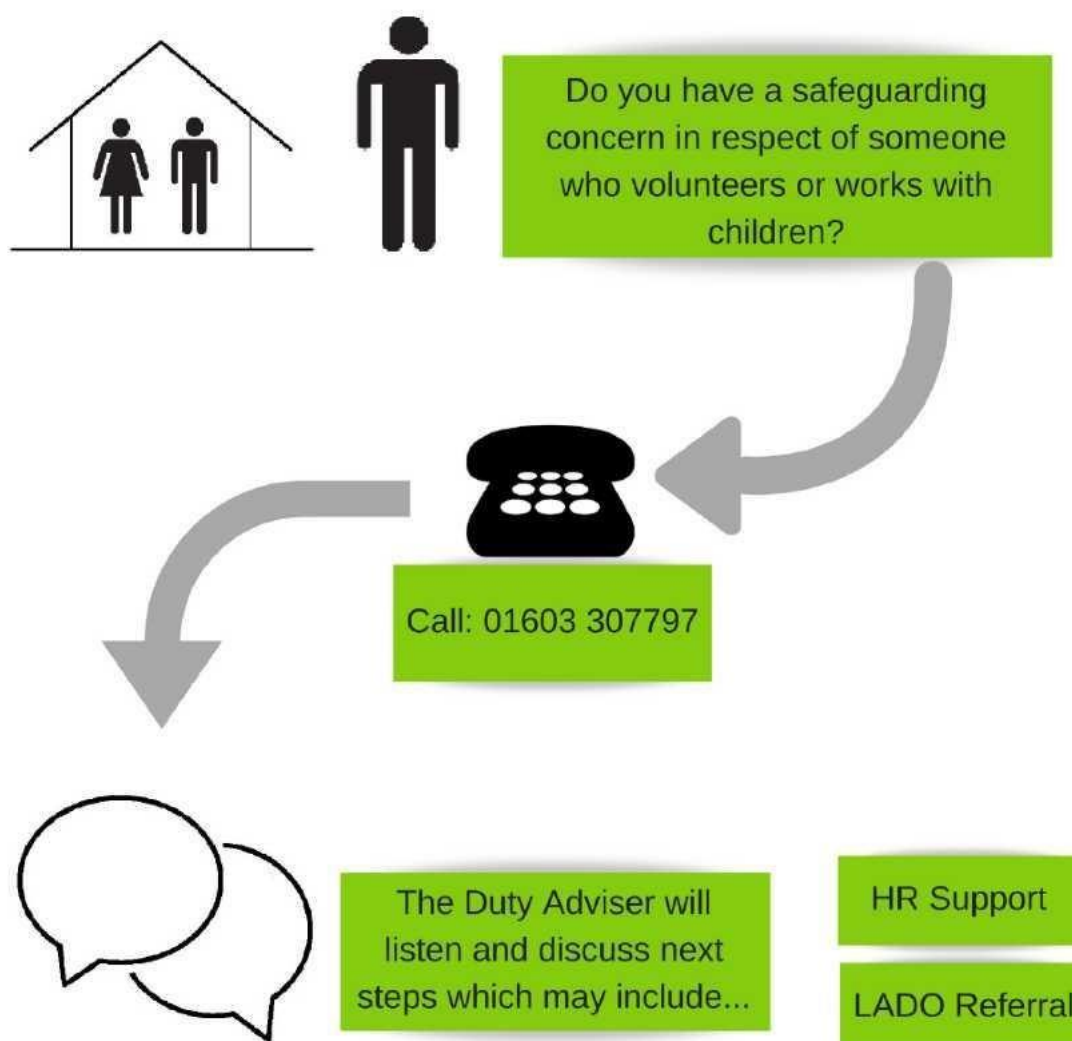 Do you have a safeguarding
concern in respect of someone
who volunteers or works with
children?
Call: 01603 307797
The Duty Adviser will
listen and discuss next
steps which may include...
HR Support
LADO Referral